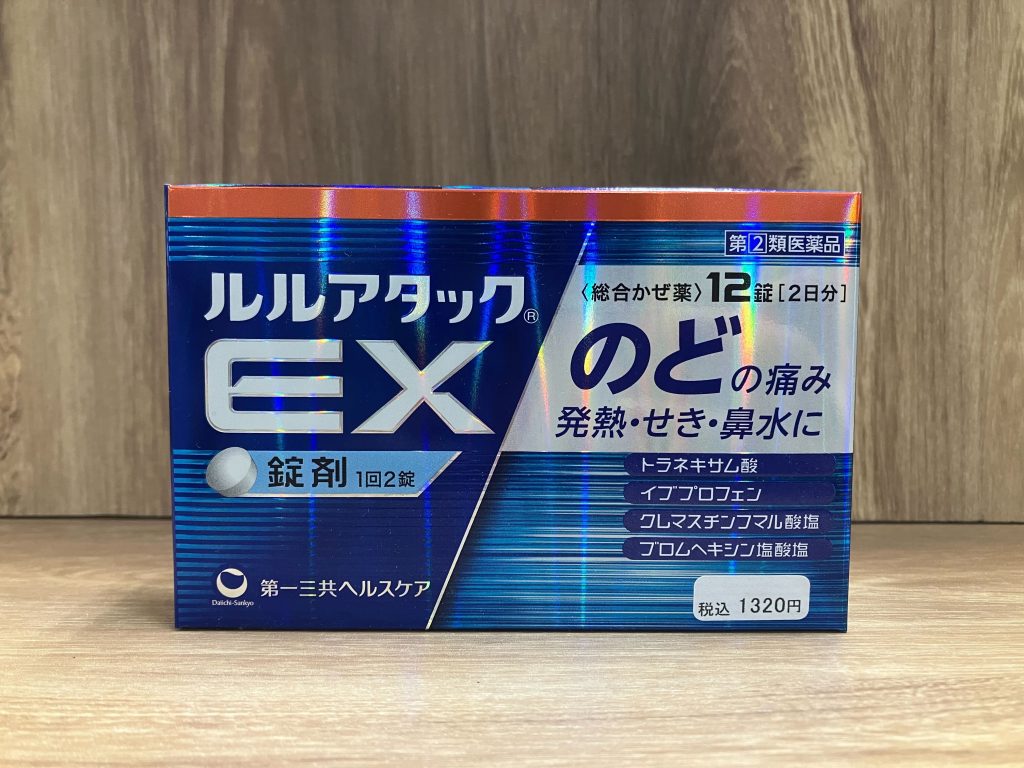 指②類医薬品
ルルアタック®
EX
錠剤 1回2錠
〈総合かぜ薬〉12錠[2日分]
のどの痛み
発熱・せき・鼻水に
トラネキサム酸
イブプロフェン
クレマスチンフマル酸塩
ブロムヘキシン塩酸塩
Daiichi-Sankyo
第一三共ヘルスケア
税込 1320円